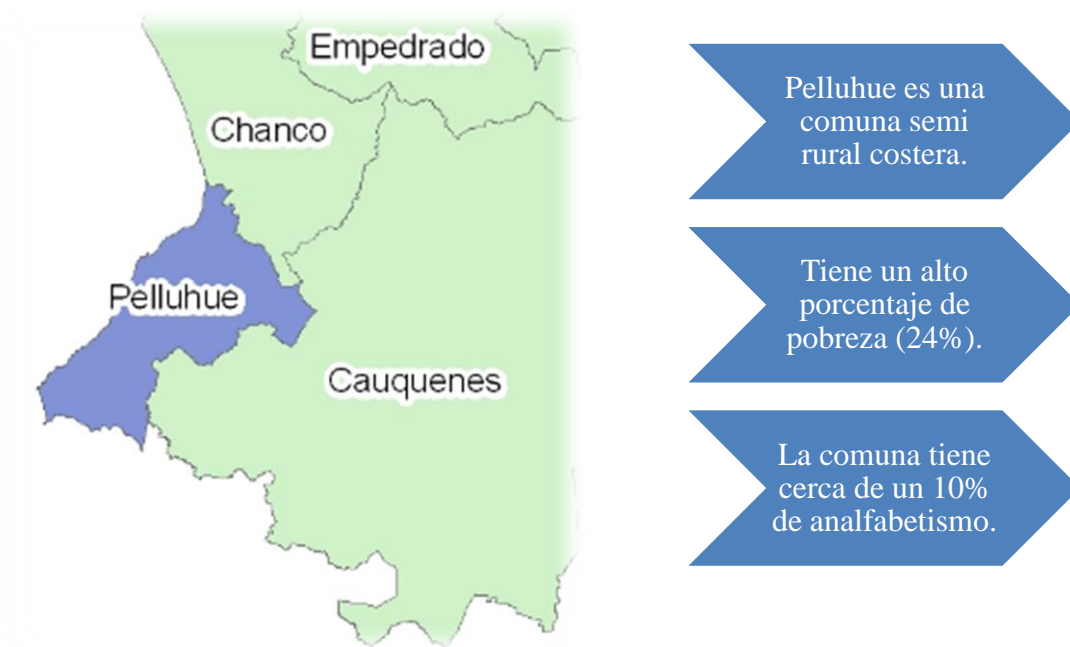 Empedrado
Chanco
Pelluhue
Cauquenes
Pelluhue es una
comuna semi
rural costera.
Tiene un alto
porcentaje de
pobreza (24%).
La comuna tiene
cerca de un 10%
de analfabetismo.